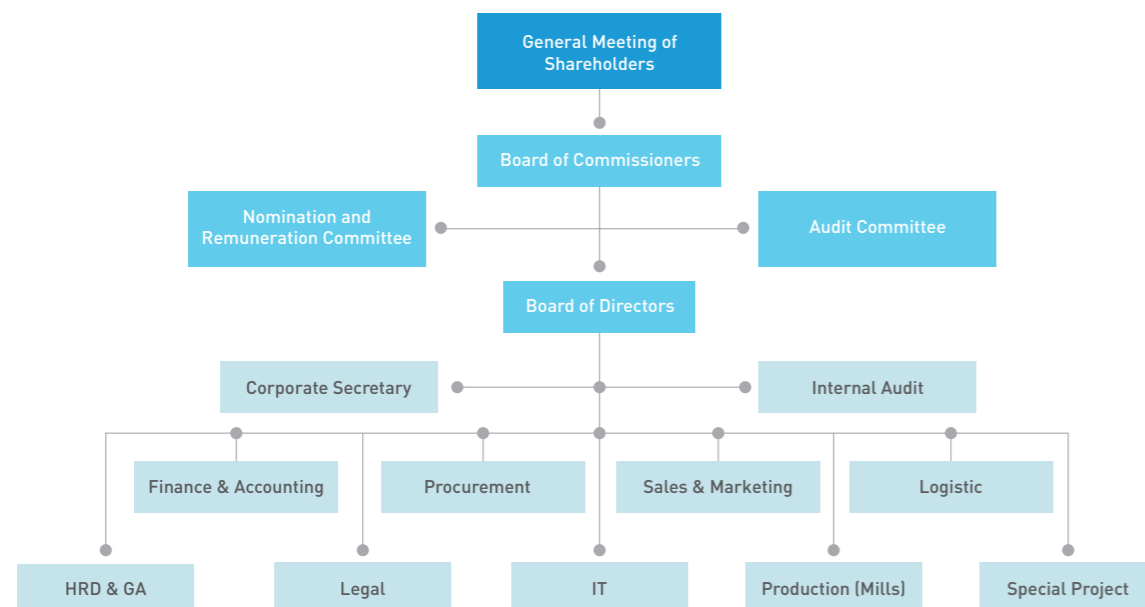 General Meeting of
Shareholders
Board of Commissioners
Nomination and
Remuneration Committee
Audit Committee
Board of Directors
Corporate Secretary
Internal Audit
Finance & Accounting
Procurement
Sales & Marketing
Logistic
HRD & GA
Legal
IT
Production (Mills)
Special Project